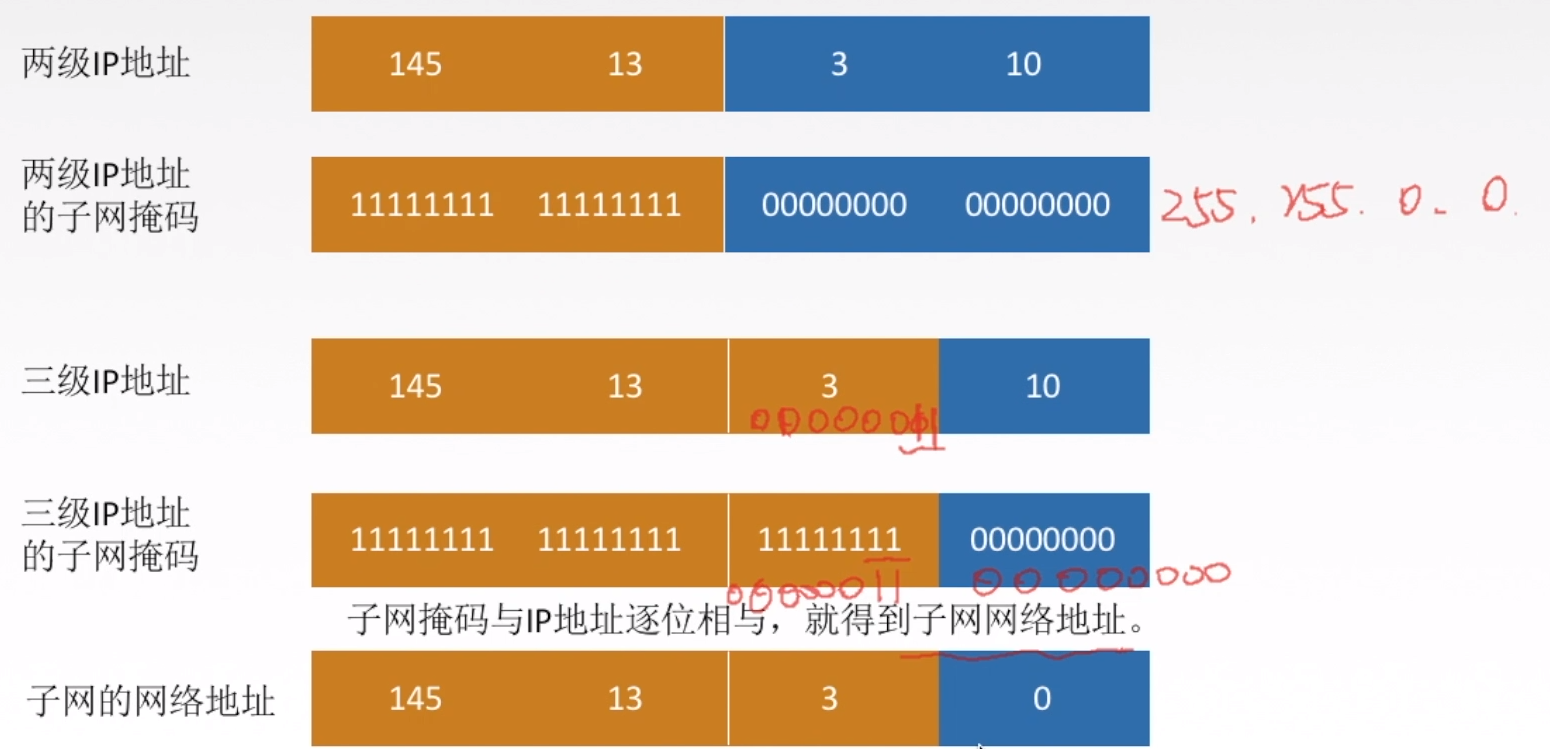 两级IP地址 145 13 3 10
两级IP地址
的子网掩码
11111111 11111111 00000000 00000000 255. 255. 0. 0.
三级IP地址 145 13 3 10
00000011
三级IP地址
的子网掩码
11111111 11111111 11111111 00000000
00000011 00000000
子网掩码与IP地址逐位相与，就得到子网网络地址。
子网的网络地址 145 13 3 0